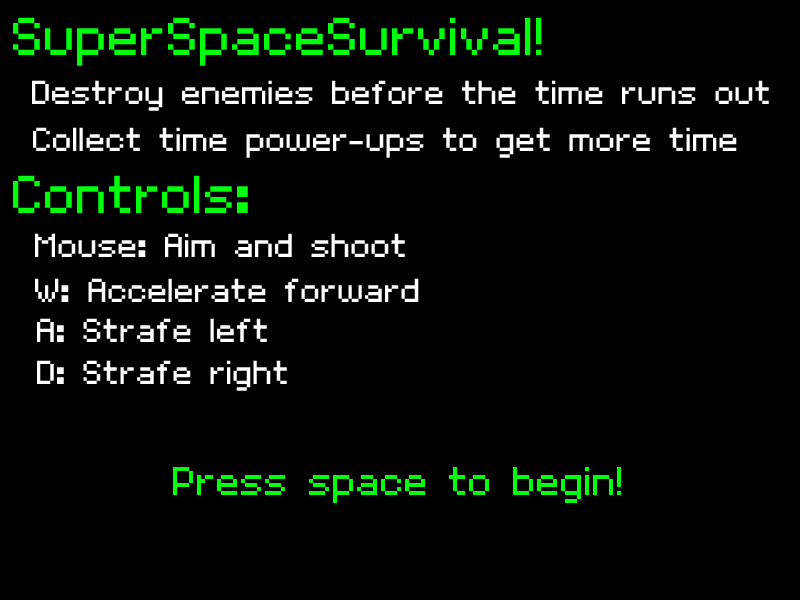 SuperSpaceSurvival!
Destroy enemies before the time runs out
Collect time power-ups to get more time
Controls:
Mouse: Aim and shoot
W: Accelerate forward
A: Strafe left
D: Strafe right
Press space to begin!